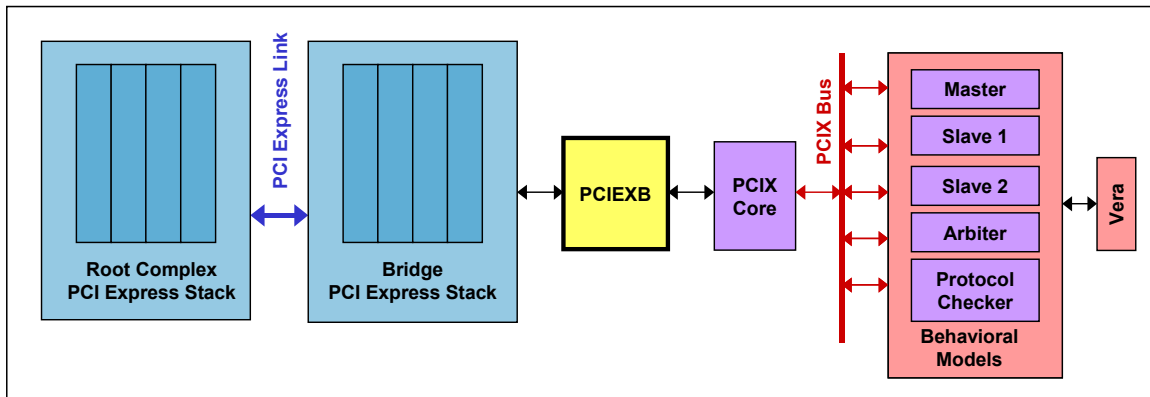 Root Complex
PCI Express Stack
PCI Express Link
Bridge
PCI Express Stack
PCIEXB
PCIX
Core
PCIX Bus
Master
Slave 1
Slave 2
Arbiter
Protocol
Checker
Behavioral
Models
Vera